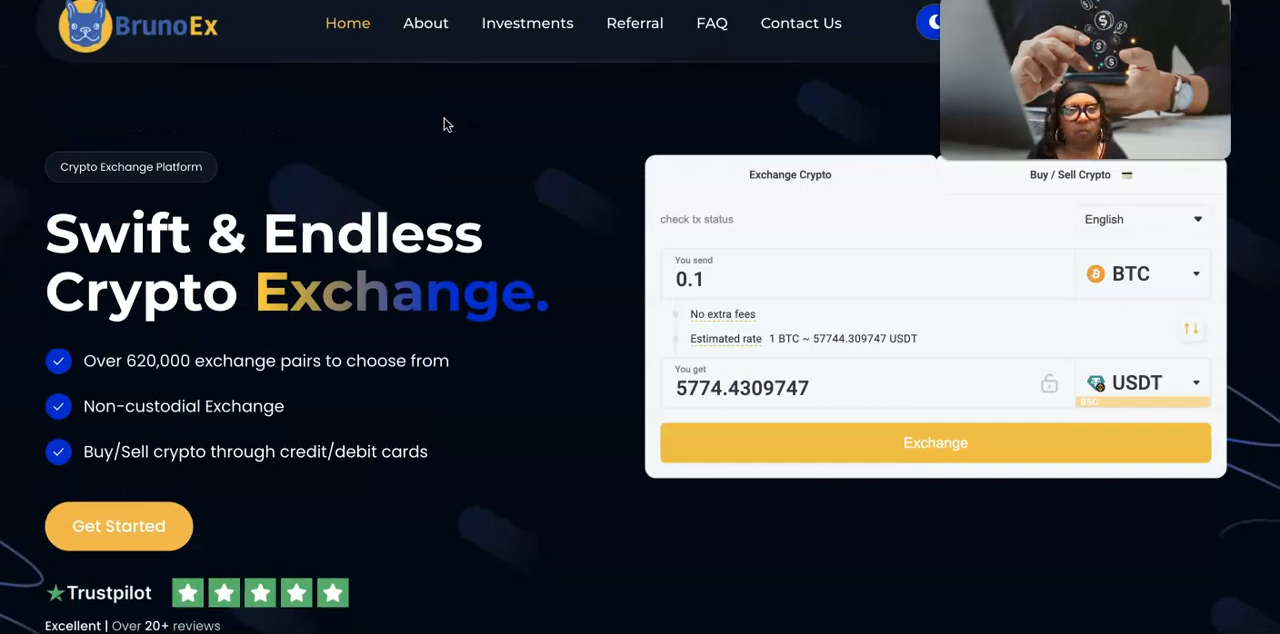 BrunoEx
Home
About
Investments
Referral
FAQ
Contact Us
Crypto Exchange Platform
Swift & Endless
Crypto Exchange.
Over 620,000 exchange pairs to choose from
Non-custodial Exchange
Buy/Sell crypto through credit/debit cards
Get Started
Trustpilot
Excellent | Over 20+ reviews
Exchange Crypto
Buy / Sell Crypto
check tx status
English
You send
0.1
BTC
No extra fees
Estimated rate 1 BTC ~ 57744.309747 USDT
You get
5774.4309747
USDT
BSC
Exchange